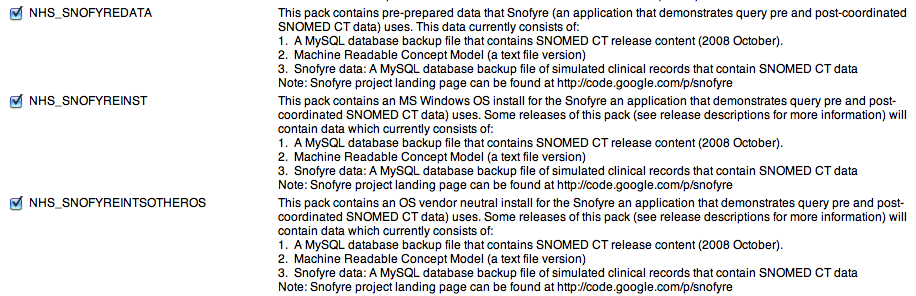 NHS_SNOFYREDATA This pack contains pre-prepared data that Snofyre (an application that demonstrates query pre and post-coordinated
SNOMED CT data) uses. This data currently consists of:
1. A MySQL database backup file that contains SNOMED CT release content (2008 October).
2. Machine Readable Concept Model (a text file version)
3. Snofyre data: A MySQL database backup file of simulated clinical records that contain SNOMED CT data
Note: Snofyre project landing page can be found at http://code.google.com/p/snofyre
NHS_SNOFYREINST This pack contains an MS Windows OS install for the Snofyre an application that demonstrates query pre and post-
coordinated SNOMED CT data) uses. Some releases of this pack (see release descriptions for more information) will
contain data which currently consists of:
1. A MySQL database backup file that contains SNOMED CT release content (2008 October).
2. Machine Readable Concept Model (a text file version)
3. Snofyre data: A MySQL database backup file of simulated clinical records that contain SNOMED CT data
Note: Snofyre project landing page can be found at http://code.google.com/p/snofyre
NHS_SNOFYREINTSOTHEROS This pack contains an OS vendor neutral install for the Snofyre an application that demonstrates query pre and post-
coordinated SNOMED CT data) uses. Some releases of this pack (see release descriptions for more information) will
contain data which currently consists of:
1. A MySQL database backup file that contains SNOMED CT release content (2008 October).
2. Machine Readable Concept Model (a text file version)
3. Snofyre data: A MySQL database backup file of simulated clinical records that contain SNOMED CT data
Note: Snofyre project landing page can be found at http://code.google.com/p/snofyre